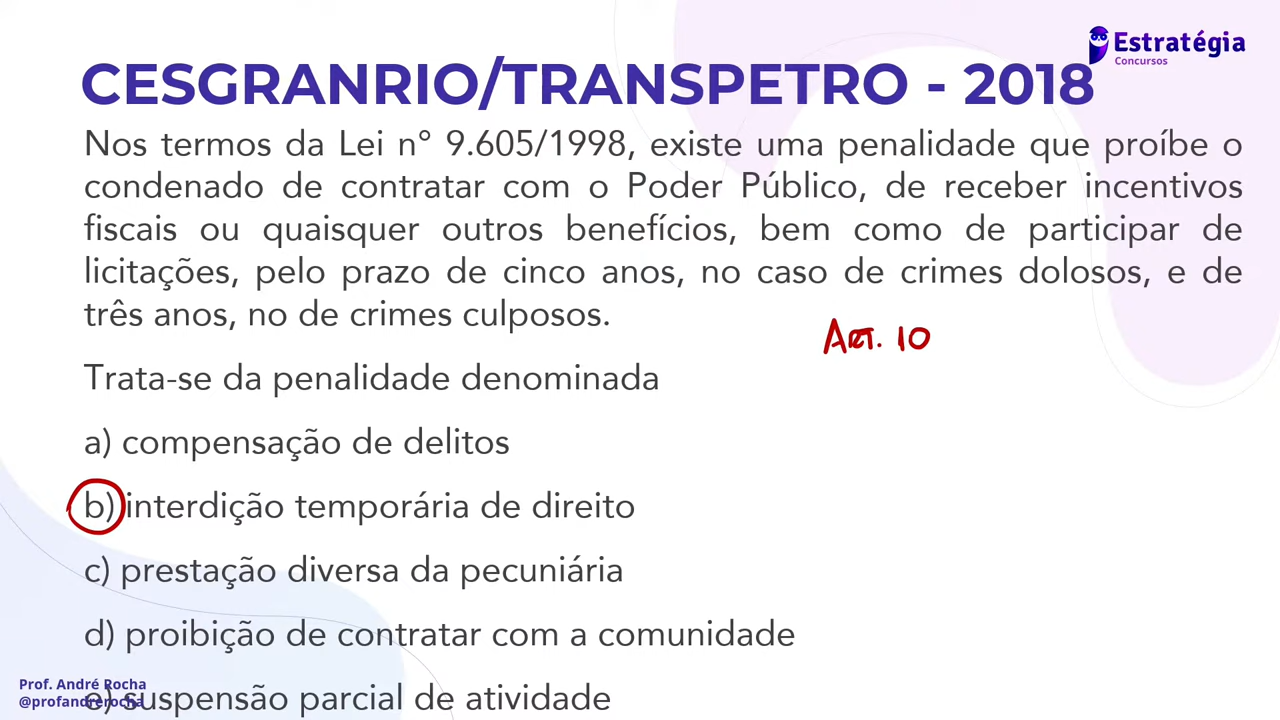 Estratégia
Concursos
CESGRANRIO/TRANSPETRO - 2018
Nos termos da Lei n° 9.605/1998, existe uma penalidade que proíbe o
condenado de contratar com o Poder Público, de receber incentivos
fiscais ou quaisquer outros benefícios, bem como de participar de
licitações, pelo prazo de cinco anos, no caso de crimes dolosos, e de
três anos, no de crimes culposos.
ART. 10
Trata-se da penalidade denominada
a) compensação de delitos
b) interdição temporária de direito
c) prestação diversa da pecuniária
d) proibição de contratar com a comunidade
e) suspensão parcial de atividade
Prof. André Rocha
@profandrerocha